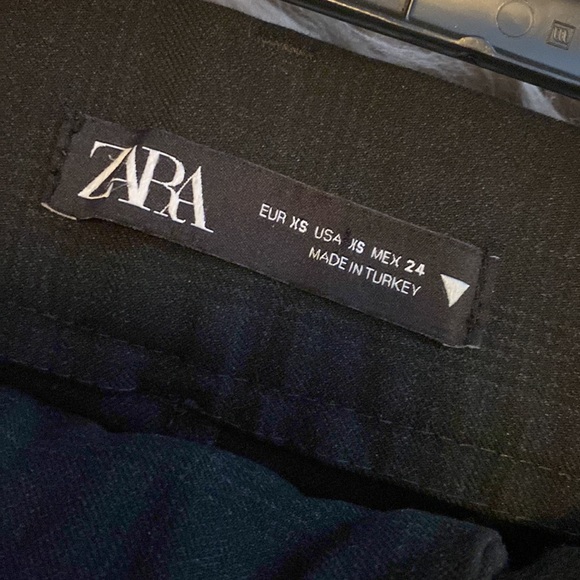 ZARA
EUR XS USA XS MEX 24
MADE IN TURKEY